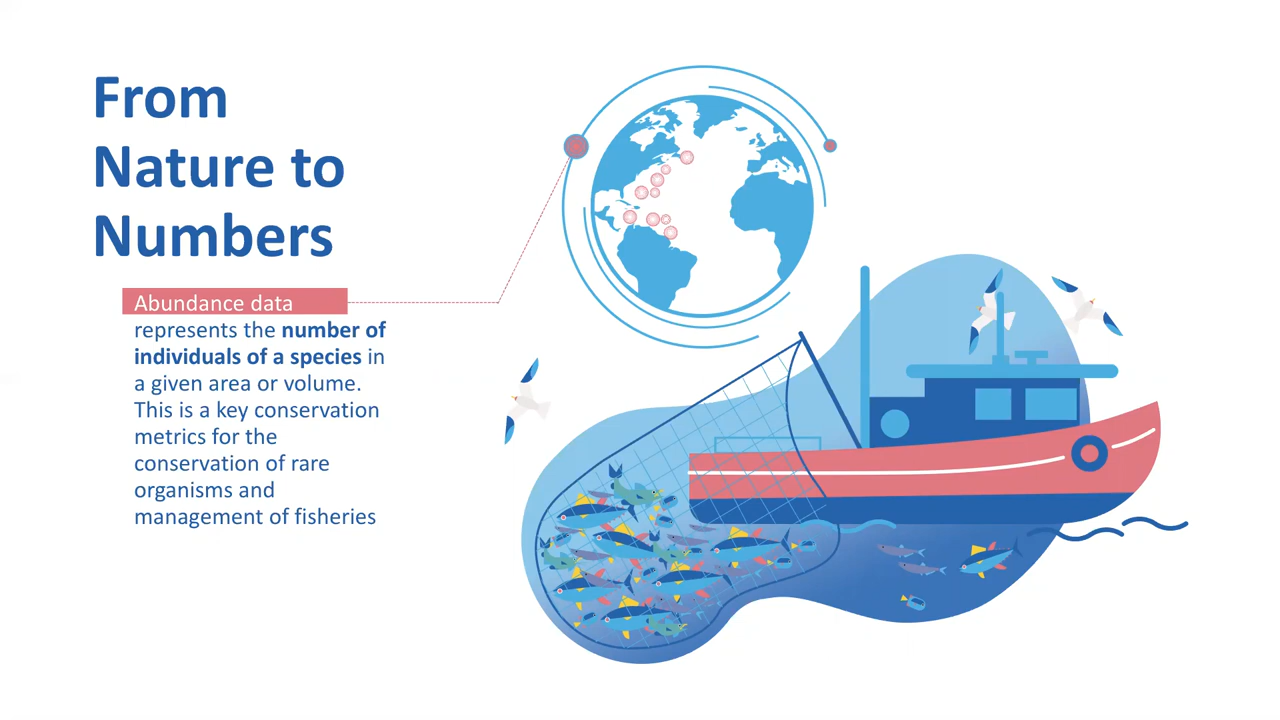 From
Nature to
Numbers
Abundance data
represents the number of
individuals of a species in
a given area or volume.
This is a key conservation
metrics for the
conservation of rare
organisms and
management of fisheries